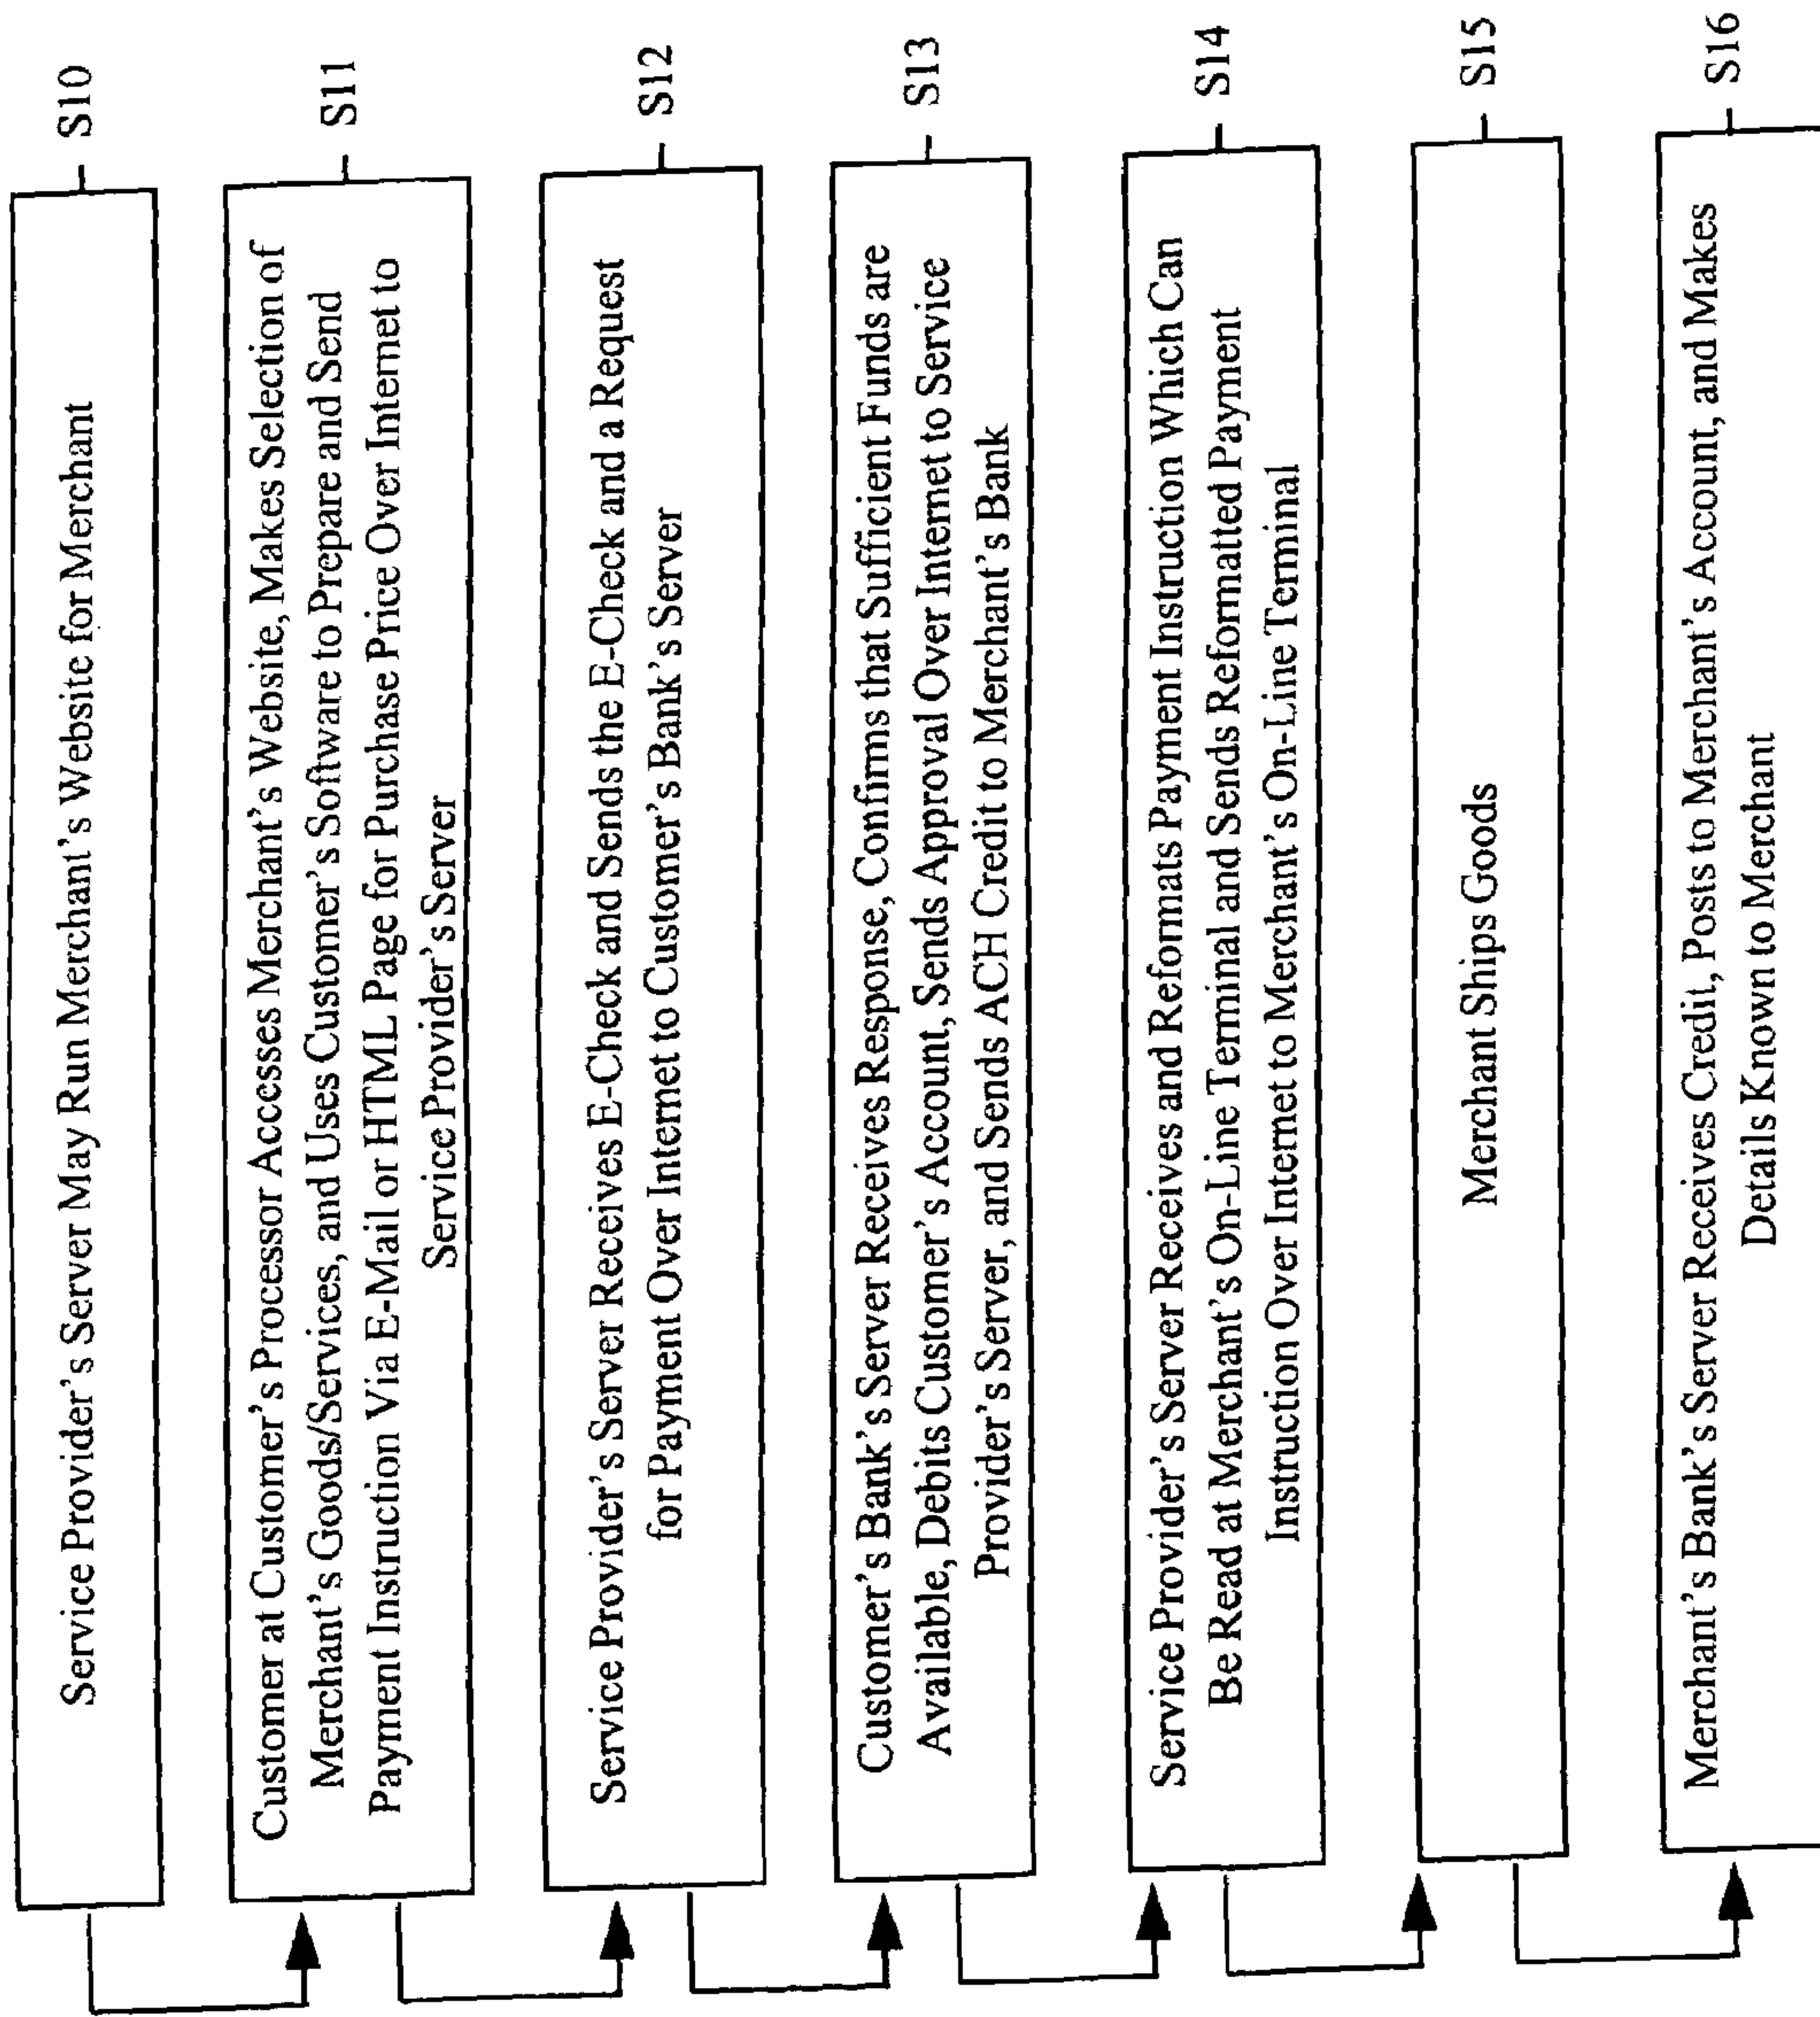 Service Provider's Server May Run Merchant's Website for Merchant
S10
Customer at Customer's Processor Accesses Merchant's Website, Makes Selection of
Merchant's Goods/Services, and Uses Customer's Software to Prepare and Send
Payment Instruction Via E-Mail or HTML Page for Purchase Price Over Internet to
Service Provider's Server
S11
Service Provider's Server Receives E-Check and Sends the E-Check and a Request
for Payment Over Internet to Customer's Bank's Server
S12
Customer's Bank's Server Receives Response, Confirms that Sufficient Funds are
Available, Debits Customer's Account, Sends Approval Over Internet to Service
Provider's Server, and Sends ACH Credit to Merchant's Bank
S13
Service Provider's Server Receives and Reformats Payment Instruction Which Can
Be Read at Merchant's On-Line Terminal and Sends Reformatted Payment
Instruction Over Internet to Merchant's On-Line Terminal
S14
Merchant Ships Goods
S15
Merchant's Bank's Server Receives Credit, Posts to Merchant's Account, and Makes
Details Known to Merchant
S16